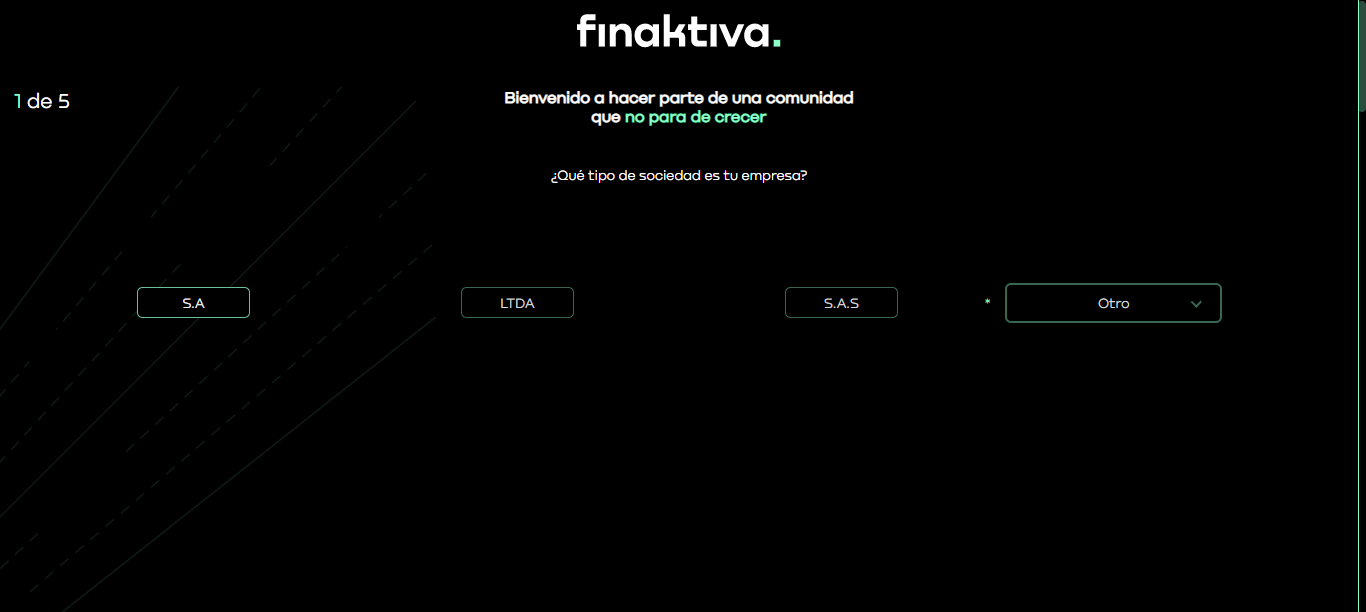 finaktiva.
1 de 5
Bienvenido a hacer parte de una comunidad
que no para de crecer
¿Qué tipo de sociedad es tu empresa?
S.A
LTDA
S.A.S
* Otro